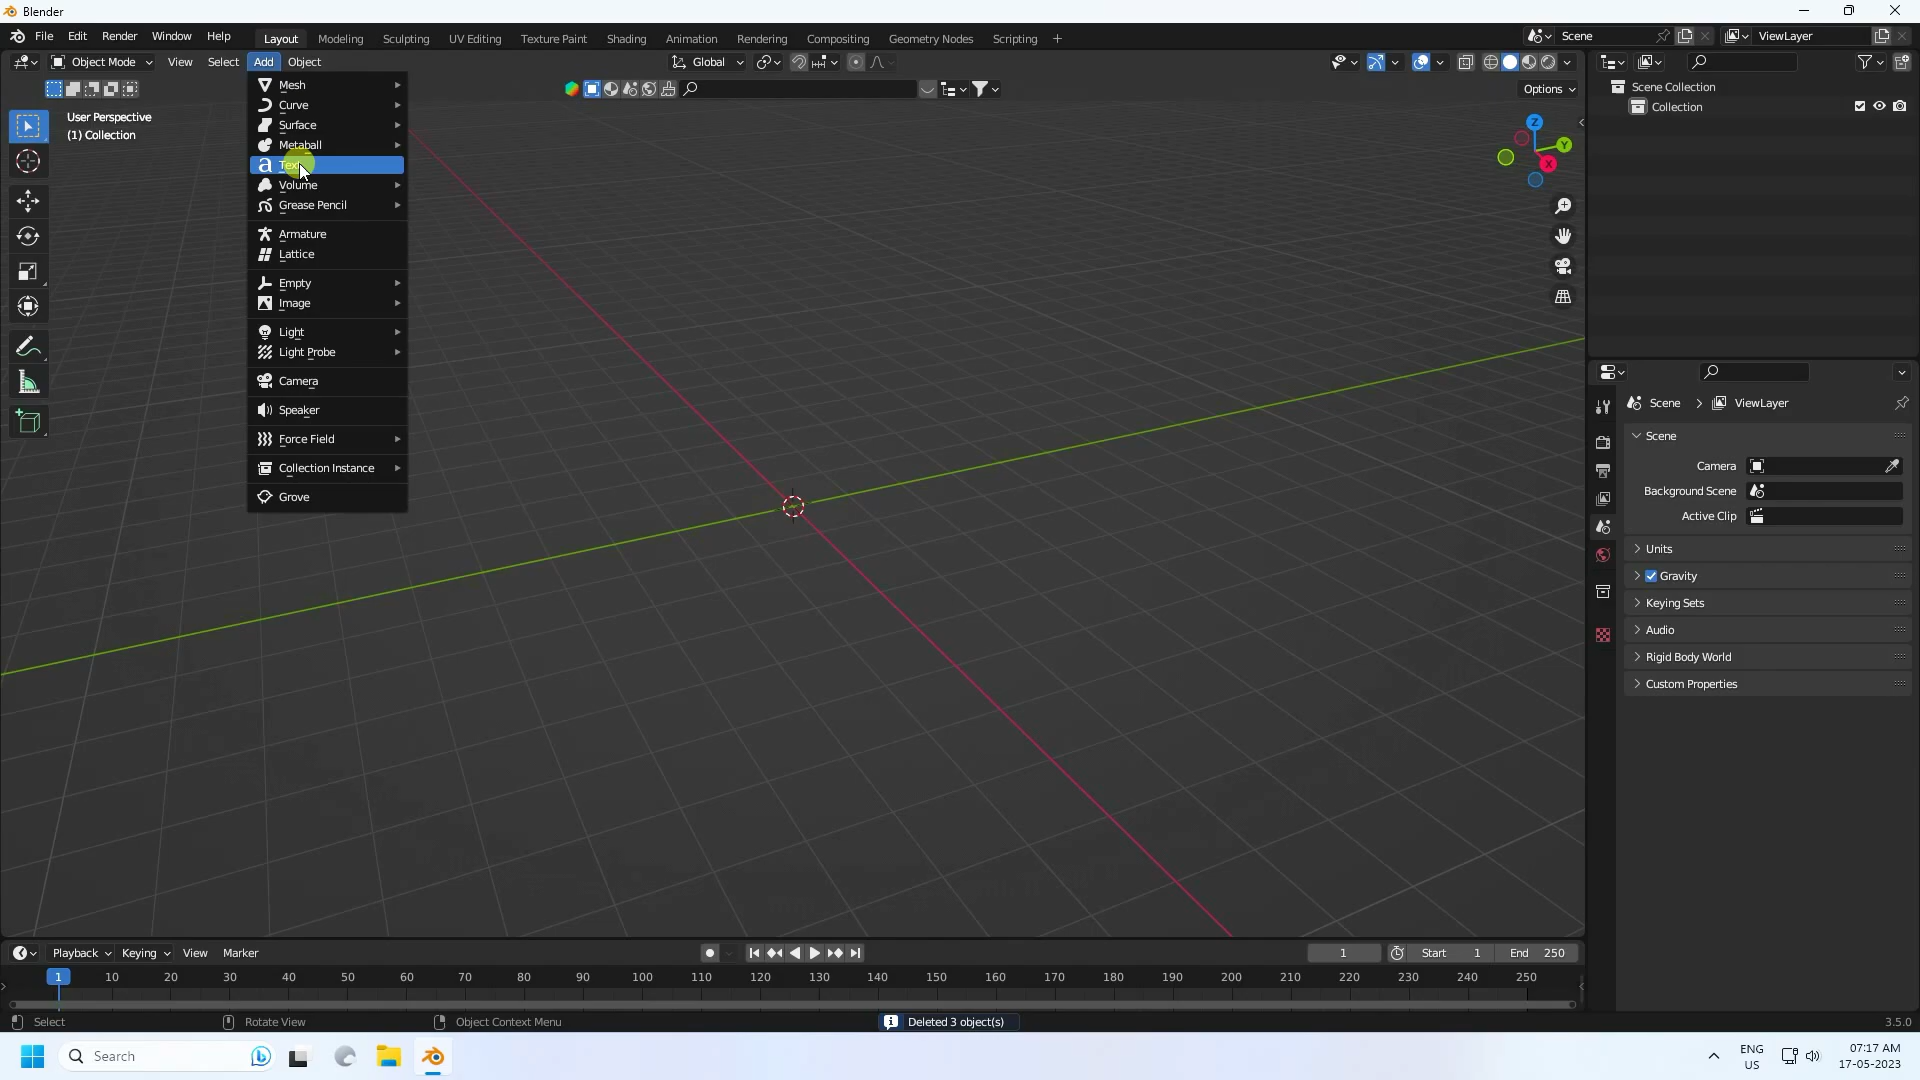 Blender
File Edit Render Window Help Layout Modeling Sculpting UV Editing Texture Paint Shading Animation Rendering Compositing Geometry Nodes Scripting + Scene ViewLayer
Object Mode View Select Add Object Global
Options
User Perspective
(1) Collection
Mesh
Curve
Surface
Metaball
Volume
Grease Pencil
Armature
Lattice
Empty
Image
Light
Light Probe
Camera
Speaker
Force Field
Collection Instance
Grove
Z
Y
X
Scene Collection
Collection
Scene > ViewLayer
Scene
Camera
Background Scene
Active Clip
Units
Gravity
Keying Sets
Audio
Rigid Body World
Custom Properties
Playback Keying View Marker 1 Start 1 End 250
1 10 20 30 40 50 60 70 80 90 100 110 120 130 140 150 160 170 180 190 200 210 220 230 240 250
Select Rotate View Object Context Menu Deleted 3 object(s) 3.5.0
Search ENG US 07:17 AM
17-05-2023